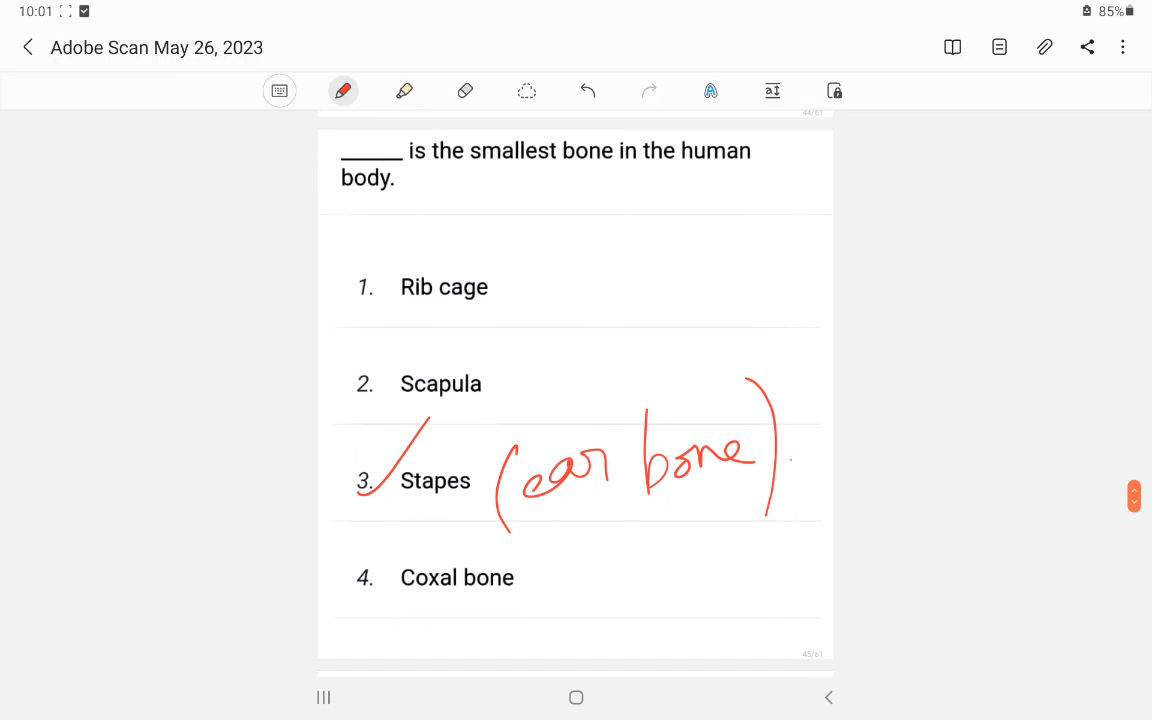 10:01 85%
Adobe Scan May 26, 2023
44/61
_____ is the smallest bone in the human
body.
1. Rib cage
2. Scapula
3. Stapes (ear bone)
4. Coxal bone
45/61